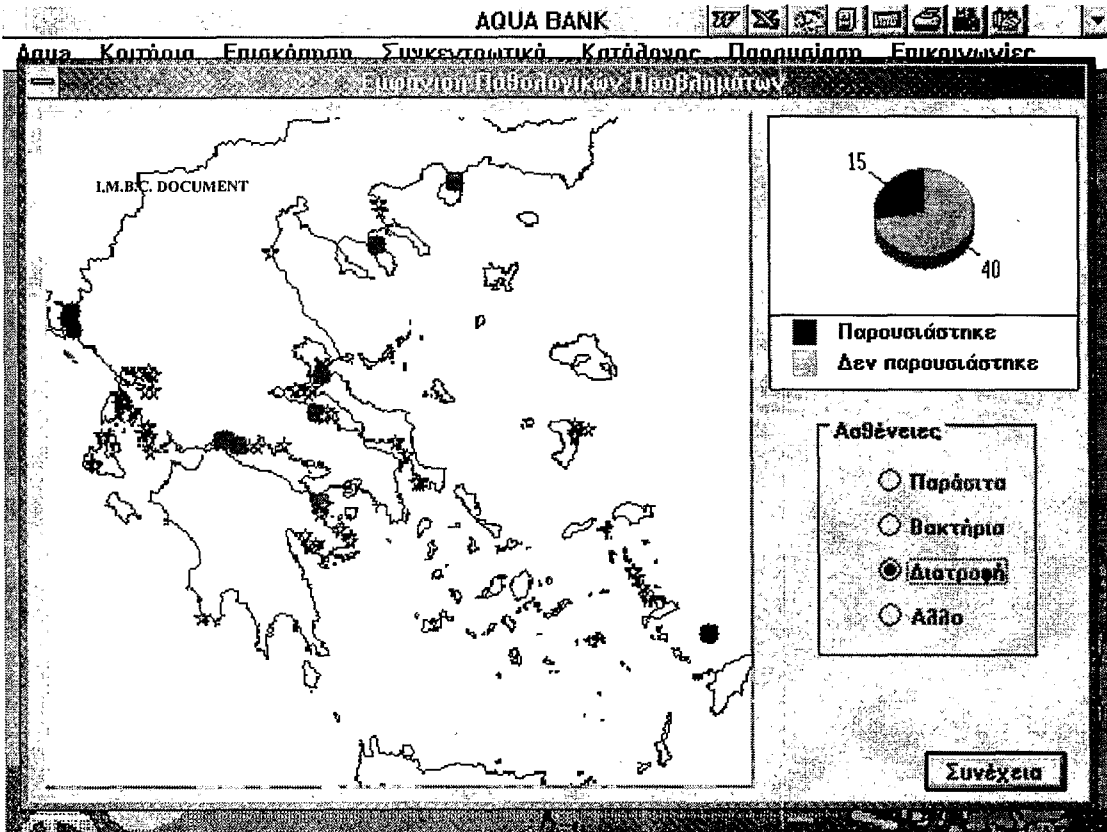 AQUA BANK
Aqua Κριτήρια Επισκόπηση Συγκεντρωτικά Κατάλογος Παρουσίαση Επικοινωνίες
Εμφάνιση Παθολογικών Προβλημάτων
I.M.B.C. DOCUMENT
15
40
Παρουσιάστηκε
Δεν παρουσιάστηκε
Ασθένειες
Παράσιτα
Βακτήρια
Διατροφή
Αλλο
Συνέχεια